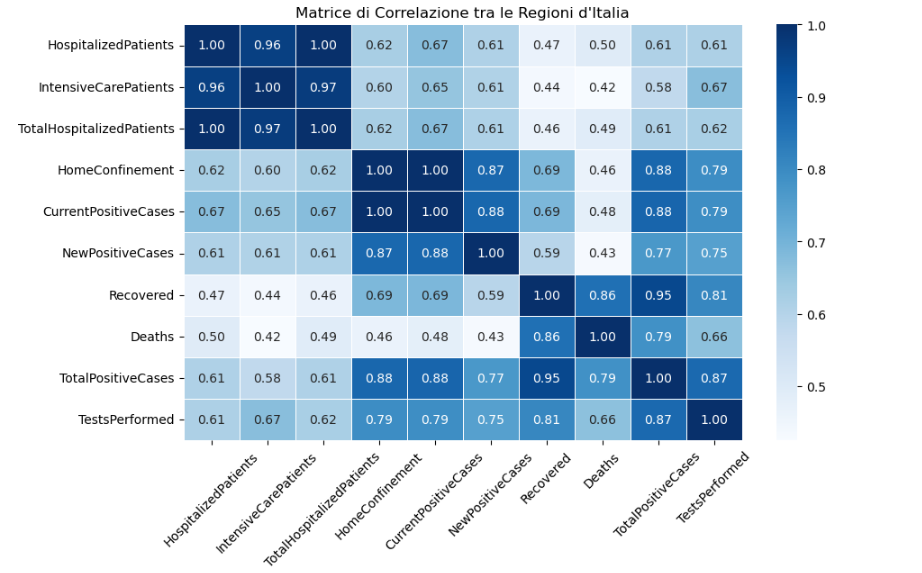 Matrice di Correlazione tra le Regioni d'Italia
HospitalizedPatients 1.00 0.96 1.00 0.62 0.67 0.61 0.47 0.50 0.61 0.61
IntensiveCarePatients 0.96 1.00 0.97 0.60 0.65 0.61 0.44 0.42 0.58 0.67
TotalHospitalizedPatients 1.00 0.97 1.00 0.62 0.67 0.61 0.46 0.49 0.61 0.62
HomeConfinement 0.62 0.60 0.62 1.00 1.00 0.87 0.69 0.46 0.88 0.79
CurrentPositiveCases 0.67 0.65 0.67 1.00 1.00 0.88 0.69 0.48 0.88 0.79
NewPositiveCases 0.61 0.61 0.61 0.87 0.88 1.00 0.59 0.43 0.77 0.75
Recovered 0.47 0.44 0.46 0.69 0.69 0.59 1.00 0.86 0.95 0.81
Deaths 0.50 0.42 0.49 0.46 0.48 0.43 0.86 1.00 0.79 0.66
TotalPositiveCases 0.61 0.58 0.61 0.88 0.88 0.77 0.95 0.79 1.00 0.87
TestsPerformed 0.61 0.67 0.62 0.79 0.79 0.75 0.81 0.66 0.87 1.00
HospitalizedPatients
IntensiveCarePatients
TotalHospitalizedPatients
HomeConfinement
CurrentPositiveCases
NewPositiveCases
Recovered
Deaths
TotalPositiveCases
TestsPerformed
1.0
0.9
0.8
0.7
0.6
0.5